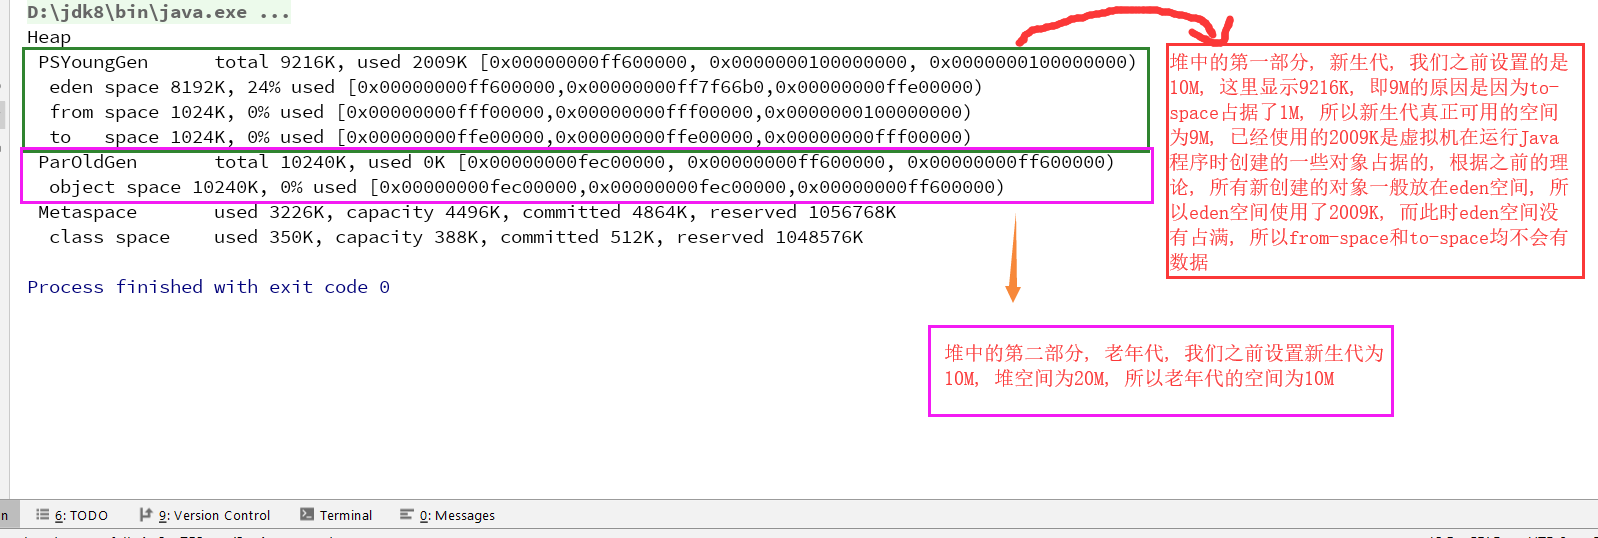 D:\jdk8\bin\java.exe ...
Heap
PSYoungGen      total 9216K, used 2009K [0x00000000ff600000, 0x0000000100000000, 0x0000000100000000)
eden space 8192K, 24% used [0x00000000ff600000,0x00000000ff7f66b0,0x00000000ffe00000)
from space 1024K, 0% used [0x00000000fff00000,0x00000000fff00000,0x0000000100000000)
to   space 1024K, 0% used [0x00000000ffe00000,0x00000000ffe00000,0x00000000fff00000)
ParOldGen       total 10240K, used 0K [0x00000000fec00000, 0x00000000ff600000, 0x00000000ff600000)
object space 10240K, 0% used [0x00000000fec00000,0x00000000fec00000,0x00000000ff600000)
Metaspace       used 3226K, capacity 4496K, committed 4864K, reserved 1056768K
class space    used 350K, capacity 388K, committed 512K, reserved 1048576K
Process finished with exit code 0
堆中的第一部分, 新生代, 我们之前设置的是
10M, 这里显示9216K, 即9M的原因是因为to-
space占据了1M, 所以新生代真正可用的空间
为9M, 已经使用的2009K是虚拟机在运行Java
程序时创建的一些对象占据的, 根据之前的理
论, 所有新创建的对象一般放在eden空间, 所
以eden空间使用了2009K, 而此时eden空间没
有占满, 所以from-space和to-space均不会有
数据
堆中的第二部分, 老年代, 我们之前设置新生代为
10M, 堆空间为20M, 所以老年代的空间为10M
n
6: TODO
9: Version Control
Terminal
0: Messages